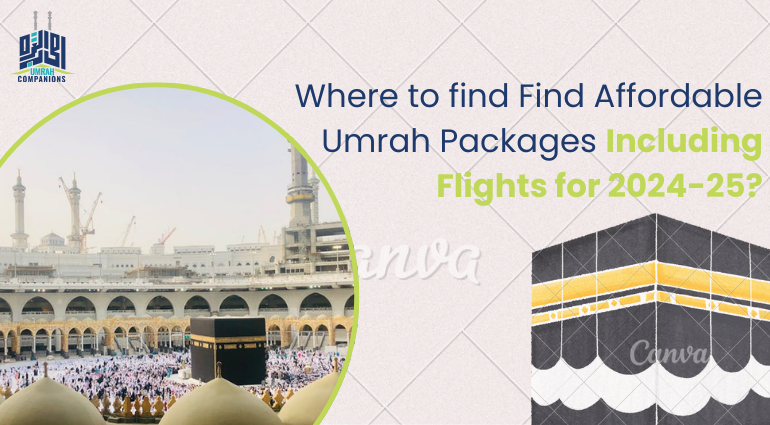 UMRAH
COMPANIONS
Where to find Find Affordable
Umrah Packages Including
Flights for 2024-25?
Canva
Canva